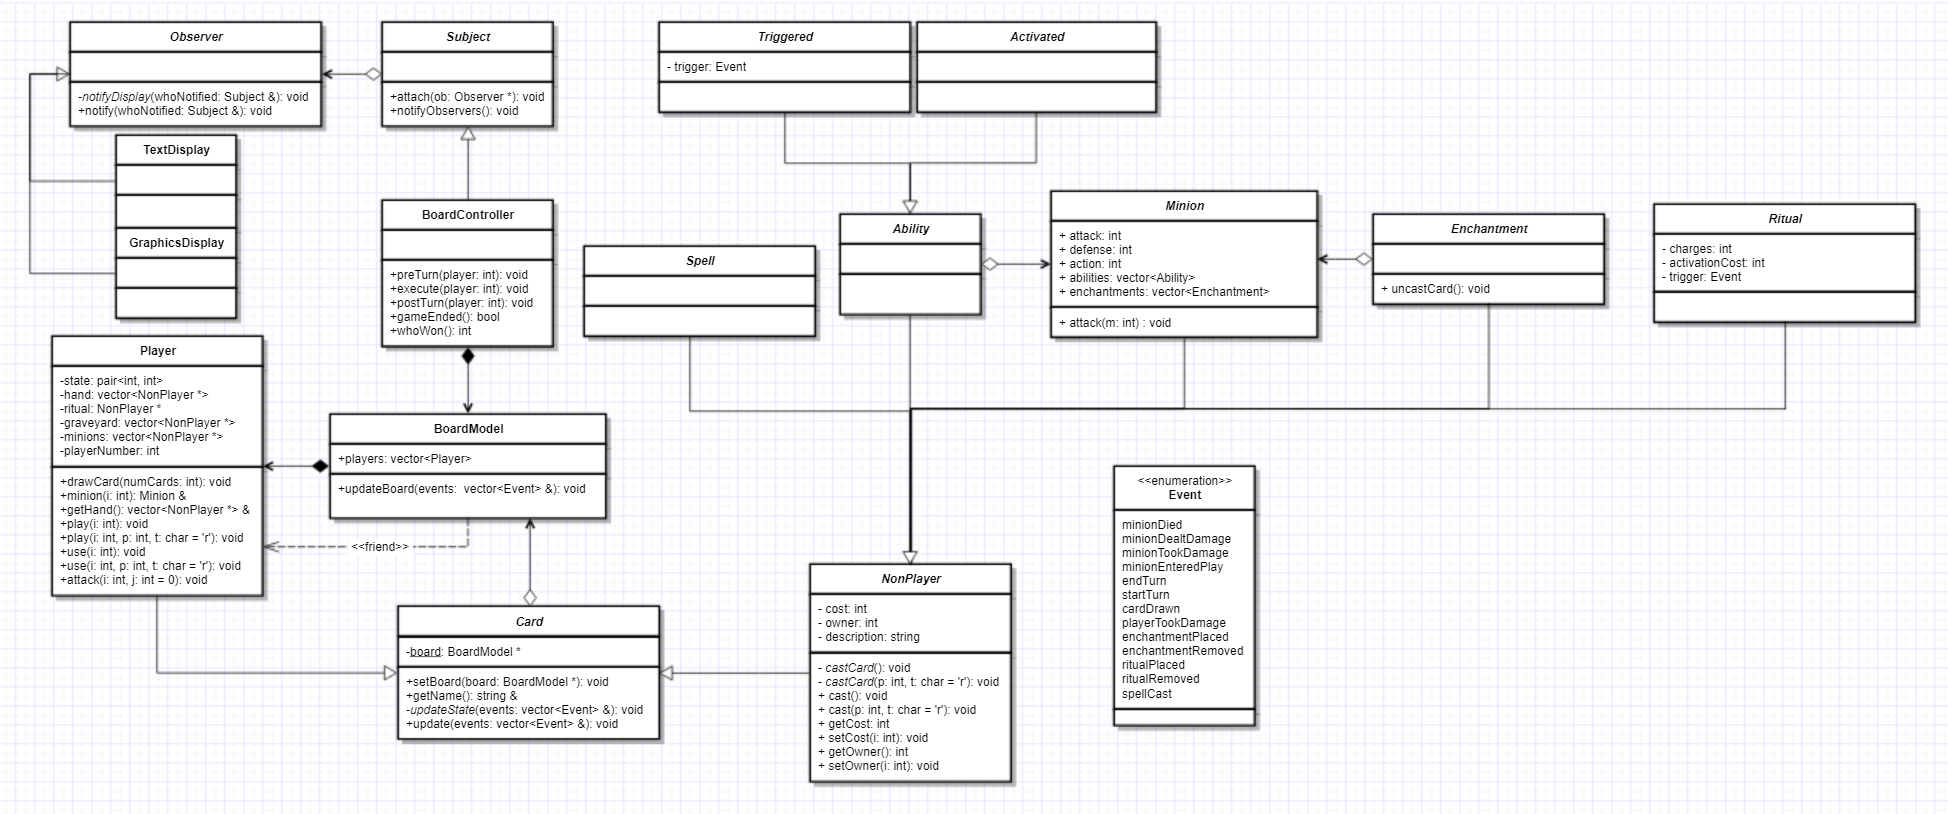 Observer
-notifyDisplay(whoNotified: Subject &): void
+notify(whoNotified: Subject &): void
Subject
+attach(ob: Observer *): void
+notifyObservers(): void
Triggered
- trigger: Event
Activated
TextDisplay
GraphicsDisplay
BoardController
+preTurn(player: int): void
+execute(player: int): void
+postTurn(player: int): void
+gameEnded(): bool
+whoWon(): int
Spell
Ability
Minion
+ attack: int
+ defense: int
+ action: int
+ abilities: vector<Ability>
+ enchantments: vector<Enchantment>
+ attack(m: int) : void
Enchantment
+ uncastCard(): void
Ritual
- charges: int
- activationCost: int
- trigger: Event
Player
-state: pair<int, int>
-hand: vector<NonPlayer *>
-ritual: NonPlayer *
-graveyard: vector<NonPlayer *>
-minions: vector<NonPlayer *>
-playerNumber: int
+drawCard(numCards: int): void
+minion(i: int): Minion &
+getHand(): vector<NonPlayer *> &
+play(i: int): void
+play(i: int, p: int, t: char = 'r'): void
+use(i: int): void
+use(i: int, p: int, t: char = 'r'): void
+attack(i: int, j: int = 0): void
BoardModel
+players: vector<Player>
+updateBoard(events:  vector<Event> &): void
<<friend>>
Card
-board: BoardModel *
+setBoard(board: BoardModel *): void
+getName(): string &
-updateState(events: vector<Event> &): void
+update(events: vector<Event> &): void
NonPlayer
- cost: int
- owner: int
- description: string
- castCard(): void
- castCard(p: int, t: char = 'r'): void
+ cast(): void
+ cast(p: int, t: char = 'r'): void
+ getCost: int
+ setCost(i: int): void
+ getOwner(): int
+ setOwner(i: int): void
<<enumeration>>
Event
minionDied
minionDealtDamage
minionTookDamage
minionEnteredPlay
endTurn
startTurn
cardDrawn
playerTookDamage
enchantmentPlaced
enchantmentRemoved
ritualPlaced
ritualRemoved
spellCast